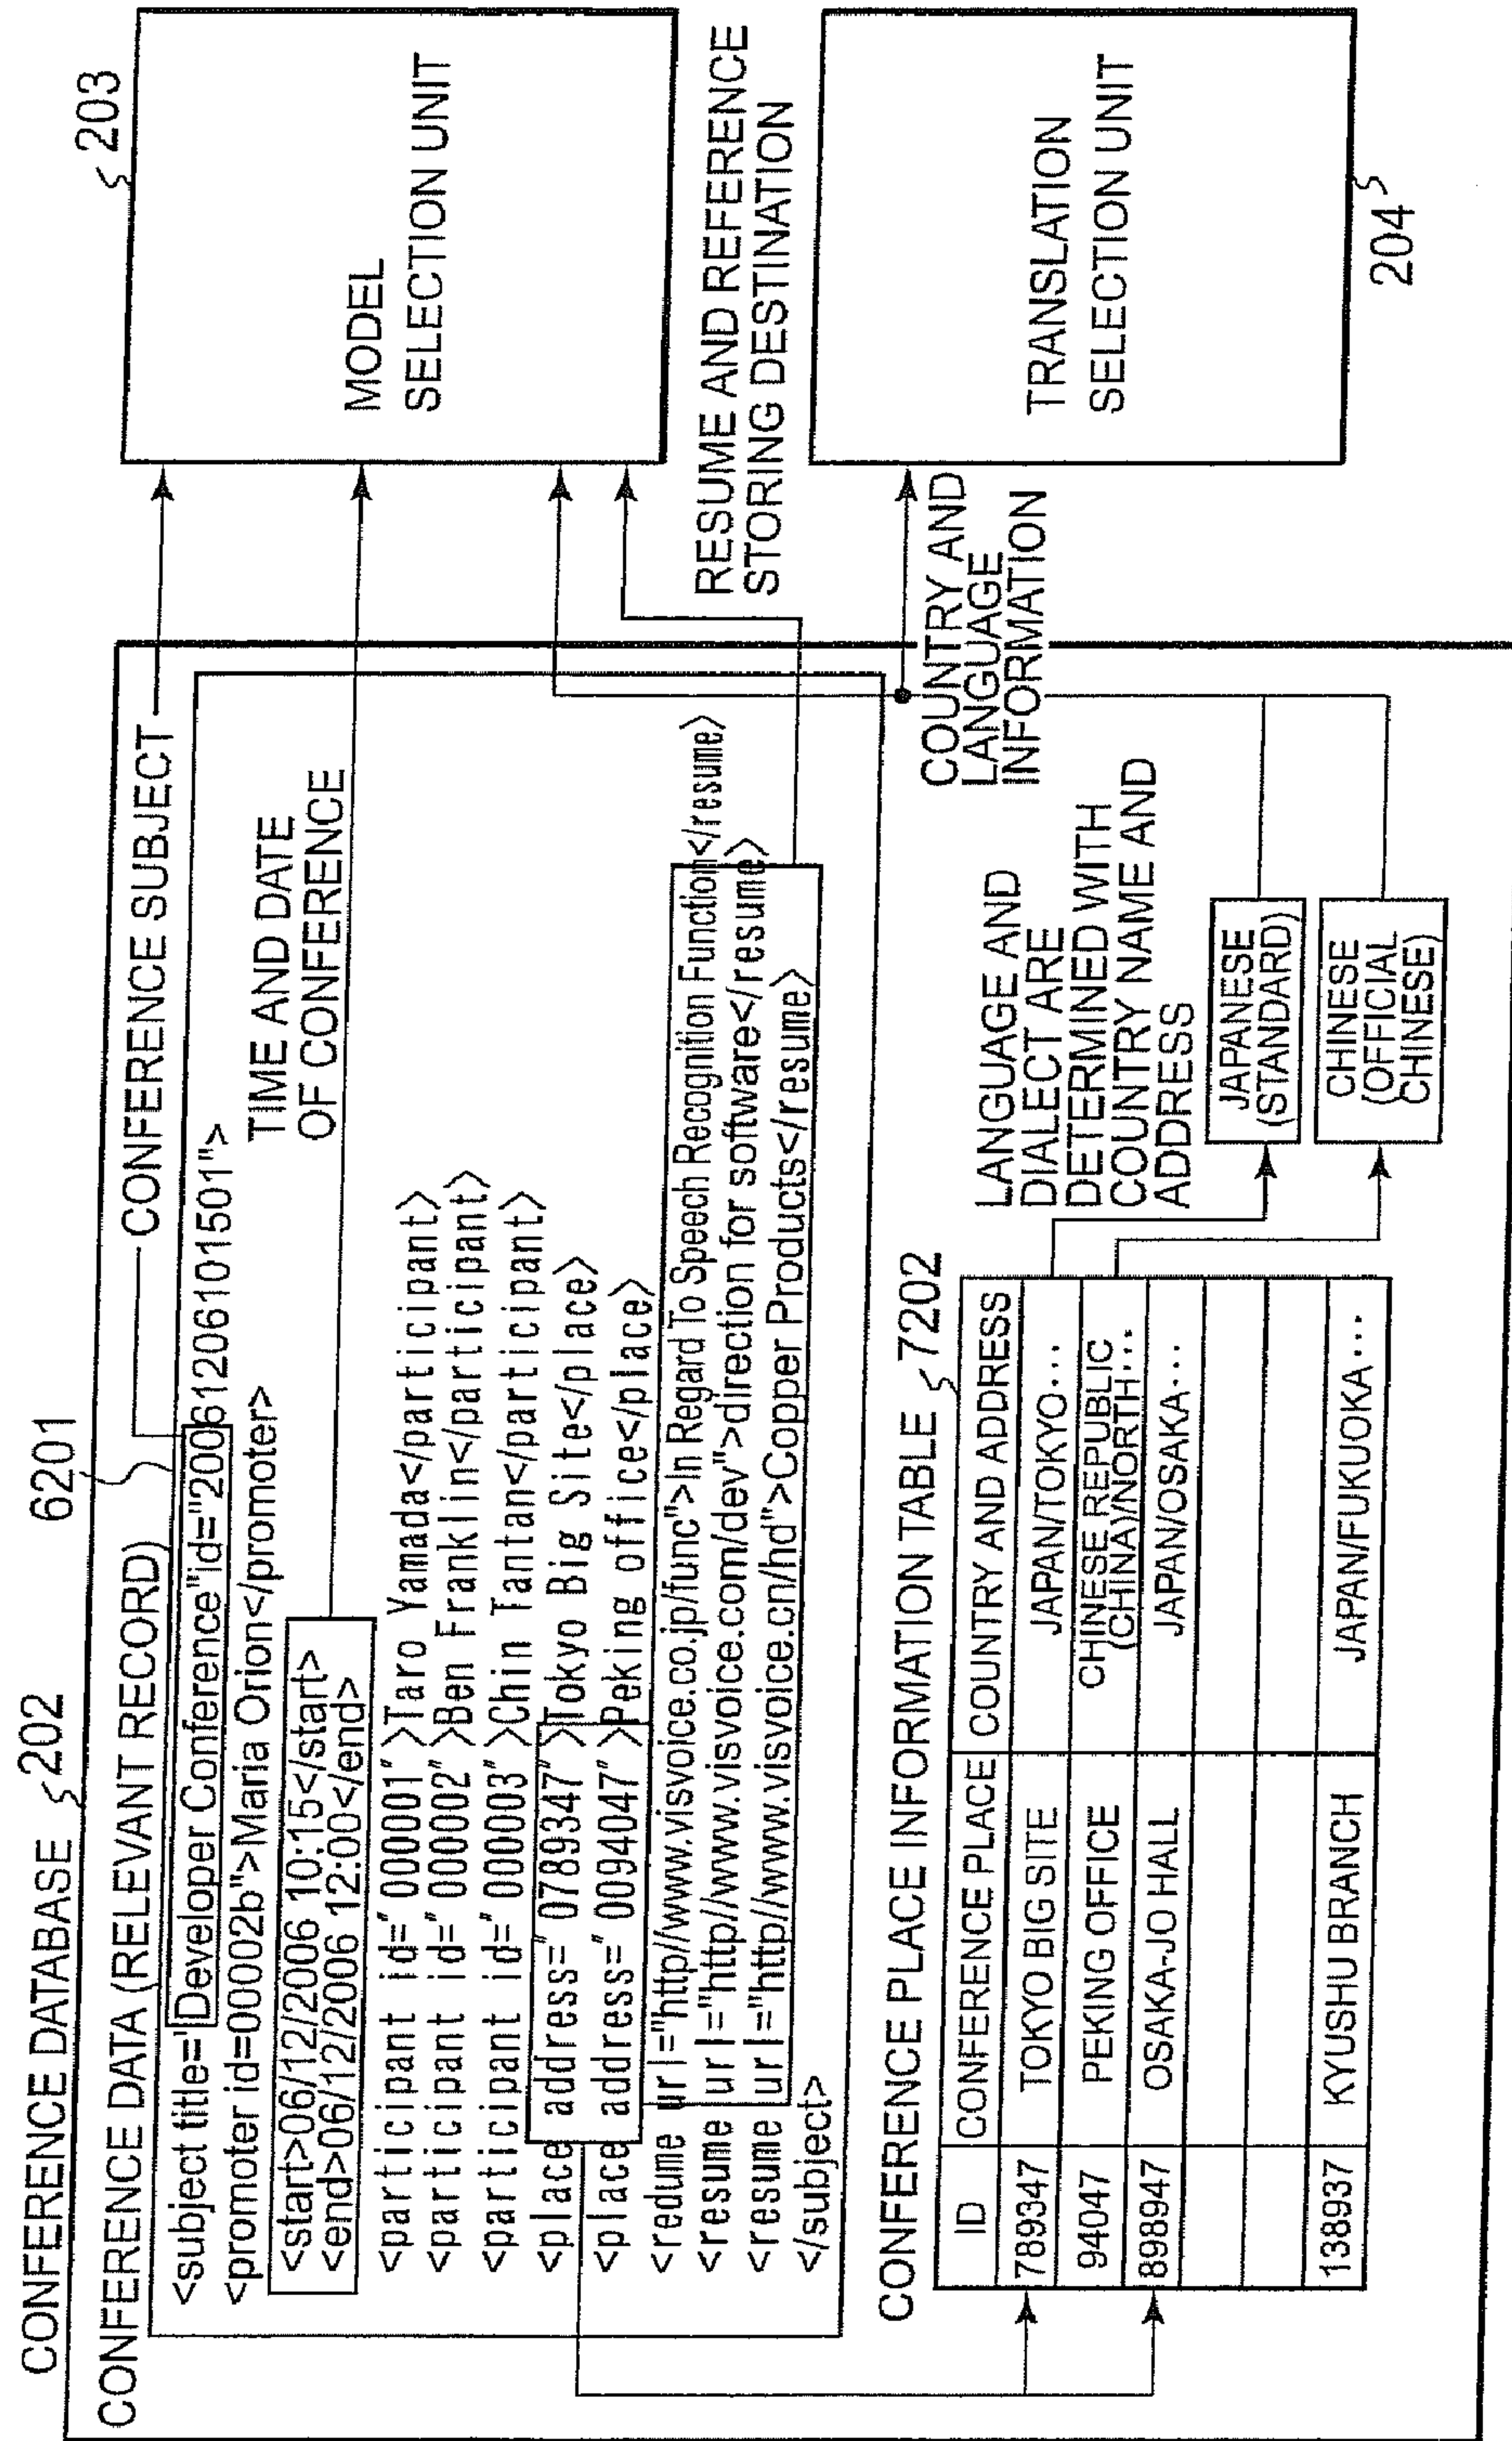 CONFERENCE DATABASE 202
6201
CONFERENCE DATA (RELEVANT RECORD)
CONFERENCE SUBJECT
<subject title="Developer Conference"id="20061206101501">
<promoter id=00002b">Maria Orion</promoter>
TIME AND DATE
OF CONFERENCE
<start>06/12/2006 10:15</start>
<end>06/12/2006 12:00</end>
<participant id="000001">Taro Yamada</participant>
<participant id="000002">Ben Franklin</participant>
<participant id="000003">Chin Tantan</participant>
<place address="0789347">Tokyo Big Site</place>
<place address="0094047">Peking office</place>
<redume url="http//www.visvoice.co.jp/func">In Regard To Speech Recognition Function</resume>
<resume url="http//www.visvoice.com/dev">direction for software</resume>
<resume url="http//www.visvoice.cn/hd">Copper Products</resume>
</subject>
CONFERENCE PLACE INFORMATION TABLE 7202
ID CONFERENCE PLACE COUNTRY AND ADDRESS
789347 TOKYO BIG SITE JAPAN/TOKYO···
94047 PEKING OFFICE CHINESE REPUBLIC
(CHINA)/NORTH···
898947 OSAKA-JO HALL JAPAN/OSAKA···
138937 KYUSHU BRANCH JAPAN/FUKUOKA···
LANGUAGE AND
DIALECT ARE
DETERMINED WITH
COUNTRY NAME AND
ADDRESS
JAPANESE
(STANDARD)
CHINESE
(OFFICIAL
CHINESE)
COUNTRY AND
LANGUAGE
INFORMATION
203
MODEL
SELECTION UNIT
RESUME AND REFERENCE
STORING DESTINATION
TRANSLATION
SELECTION UNIT
204